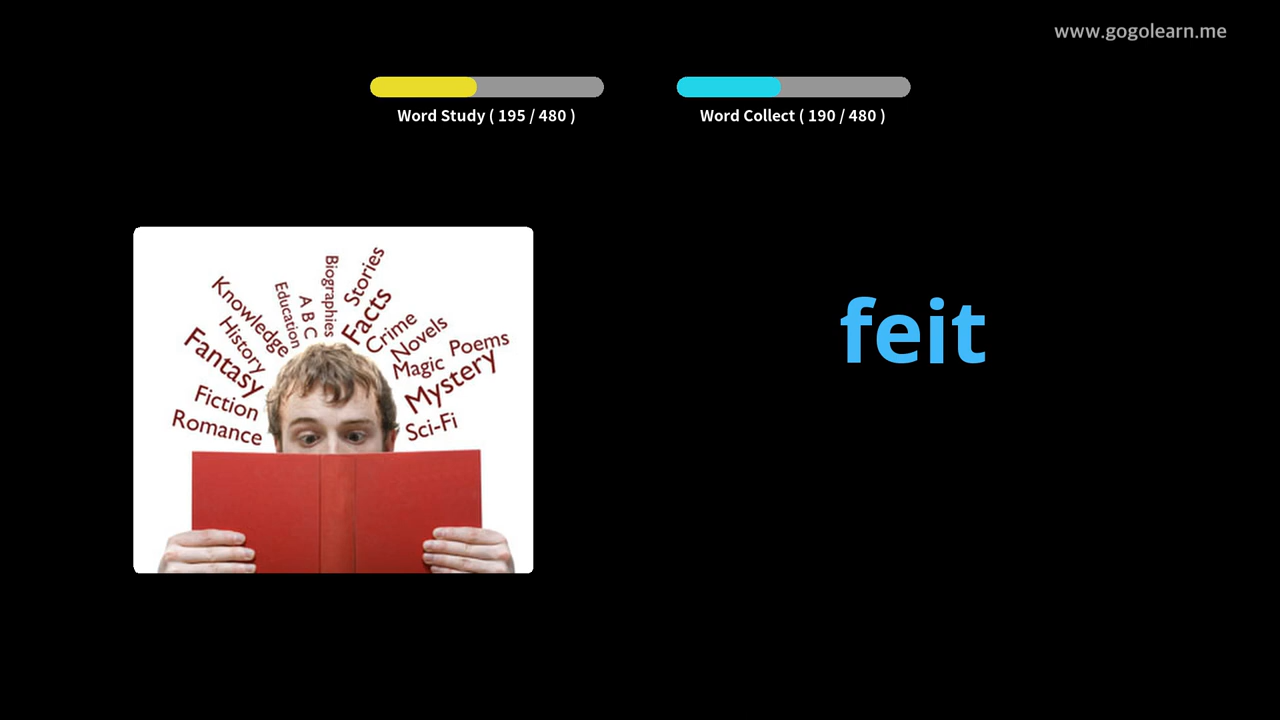 www.gogolearn.me
Word Study ( 195 / 480 )
Word Collect ( 190 / 480 )
feit
Romance
Fiction
Fantasy
History
Knowledge
Education
A B C
Biographies
Stories
Facts
Crime
Novels
Magic
Poems
Mystery
Sci-Fi